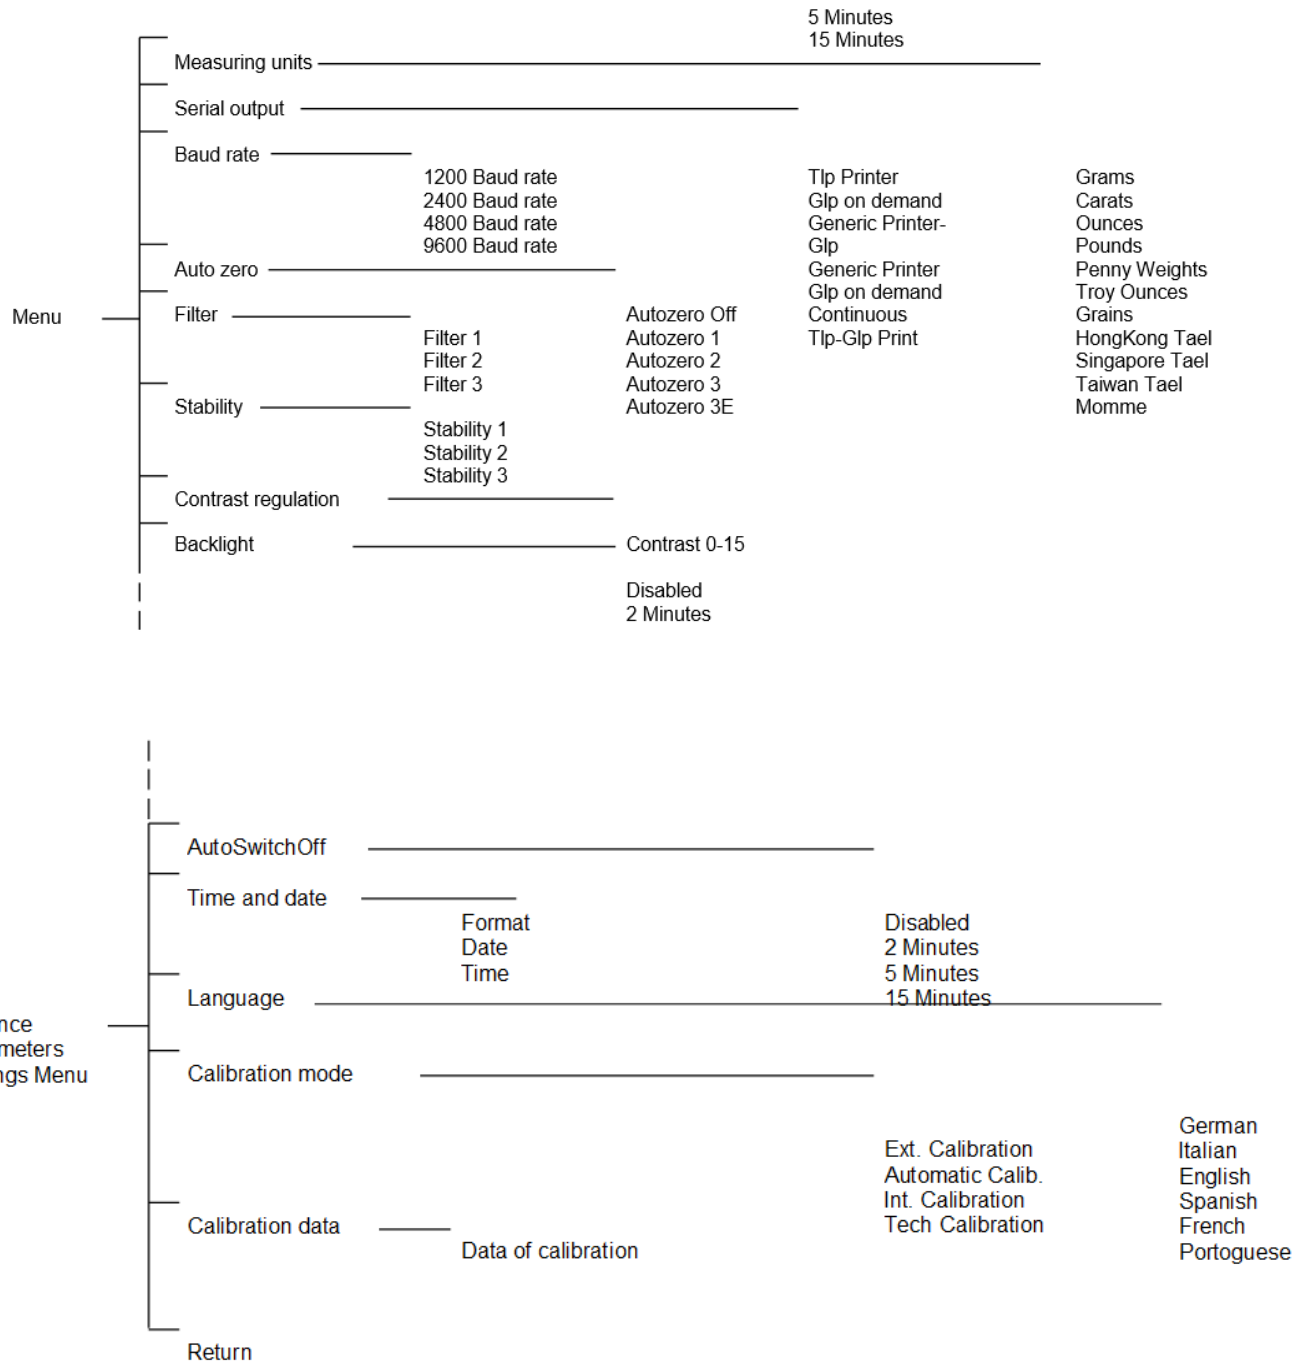 5 Minutes
15 Minutes
Measuring units
Serial output
Baud rate
1200 Baud rate
2400 Baud rate
4800 Baud rate
9600 Baud rate
Tlp Printer
Glp on demand
Generic Printer-
Glp
Generic Printer
Glp on demand
Continuous
Tlp-Glp Print
Grams
Carats
Ounces
Pounds
Penny Weights
Troy Ounces
Grains
HongKong Tael
Singapore Tael
Taiwan Tael
Momme
Auto zero
Menu
Filter
Filter 1
Filter 2
Filter 3
Autozero Off
Autozero 1
Autozero 2
Autozero 3
Autozero 3E
Stability
Stability 1
Stability 2
Stability 3
Contrast regulation
Backlight
Contrast 0-15
Disabled
2 Minutes
AutoSwitchOff
Time and date
Format
Date
Time
Disabled
2 Minutes
5 Minutes
15 Minutes
Language
nce
meters
ngs Menu
Calibration mode
Ext. Calibration
Automatic Calib.
Int. Calibration
Tech Calibration
German
Italian
English
Spanish
French
Portoguese
Calibration data
Data of calibration
Return